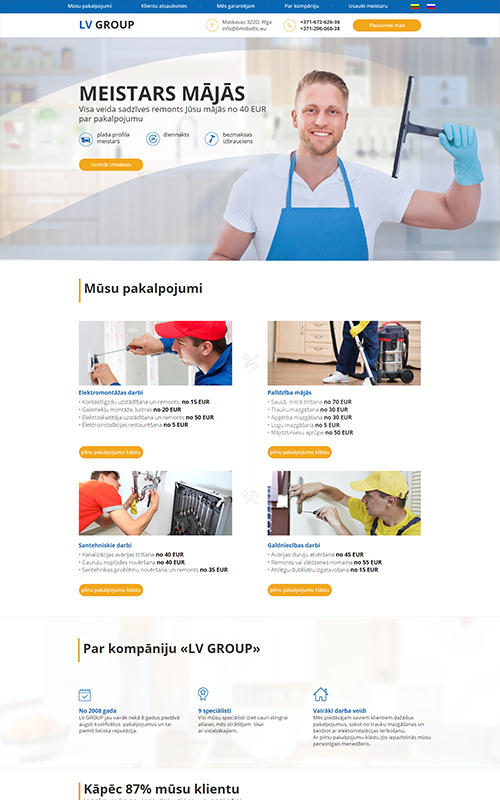 Mūsu pakalpojumi Klientu atsauksmes Mēs garantējam Par kompāniju Izsaukt meistaru
LV GROUP
Maskavas 322D, Rīga
info@bmsbaltic.eu
+371-672-626-36
+371-296-068-38
Piezvaniet man
MEISTARS MĀJĀS
Visa veida sadzīves remonts Jūsu mājās no 40 EUR
par pakalpojumu
plaša profila
meistars
diennakts
bezmaksas
izbrauciens
Uzzināt izmaksas
Mūsu pakalpojumi
Elektromontāžas darbi
• Kontaktligzdu uzstādīšana un remonts no 15 EUR
• Gaismekļu montāža, lustras no 20 EUR
• Elektroskaitītāja uzstādīšana un remonts no 50 EUR
• Elektroinstalācijas restaurēšana no 5 EUR
pilnu pakalpojumu klāstu
Palīdzība mājās
• Sausā, mitrā tīrīšana no 70 EUR
• Trauku mazgāšana no 30 EUR
• Apģērba mazgāšana no 30 EUR
• Logu mazgāšana no 5 EUR
• Mājdzīvnieku aprūpe no 50 EUR
pilnu pakalpojumu klāstu
Santehniskie darbi
• Kanalizācijas avārijas tīrīšana no 40 EUR
• Cauruļu noplūdes novēršana no 40 EUR
• Santehnikas problēmu novēršana un remonts no 35 EUR
pilnu pakalpojumu klāstu
Galdniecības darbi
• Avārijas durvju atvēršana no 45 EUR
• Remonts vai slēdzenes nomaiņa no 55 EUR
• Atslēgu dublikātu izgatavošana no 15 EUR
pilnu pakalpojumu klāstu
Par kompāniju «LV GROUP»
No 2008 gada
LV GROUP jau vairāk nekā 8 gadus piedāvā
augsti kvalificētus pakalpojumus un tai
piemīt lieliska reputācija.
9 speciālisti
Visi mūsu speciālisti iziet cauri stingrai
atlasei, mēs strādājam tikai
ar vislabākajiem.
Vairāki darba veidi
Mēs piedāvājam saviem klientiem dažādus
pakalpojumus, sākot no trauku mazgāšanas un
beidzot ar elektroinstalācijas ierīkošanu.
Ar pilnu pakalpojumu klāstu Jūs iepazīstinās mūsu
personīgais menedžeris.
Kāpēc 87% mūsu klientu